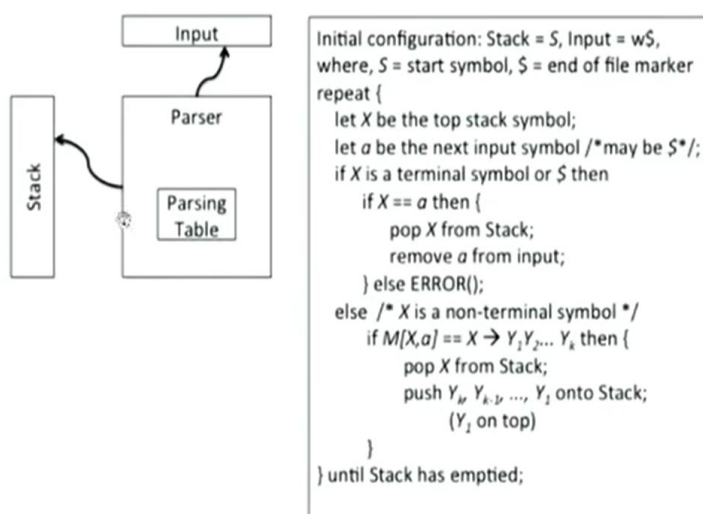 Input
Parser
Stack
Parsing
Table
Initial configuration: Stack = S, Input = w$,
where, S = start symbol, $ = end of file marker
repeat {
let X be the top stack symbol;
let a be the next input symbol /*may be $*/;
if X is a terminal symbol or $ then
if X == a then {
pop X from Stack;
remove a from input;
} else ERROR();
else /* X is a non-terminal symbol */
if M[X,a] == X → Y₁Y₂... Yₖ then {
pop X from Stack;
push Yₖ, Yₖ₋₁, ..., Y₁ onto Stack;
(Y₁ on top)
}
} until Stack has emptied;